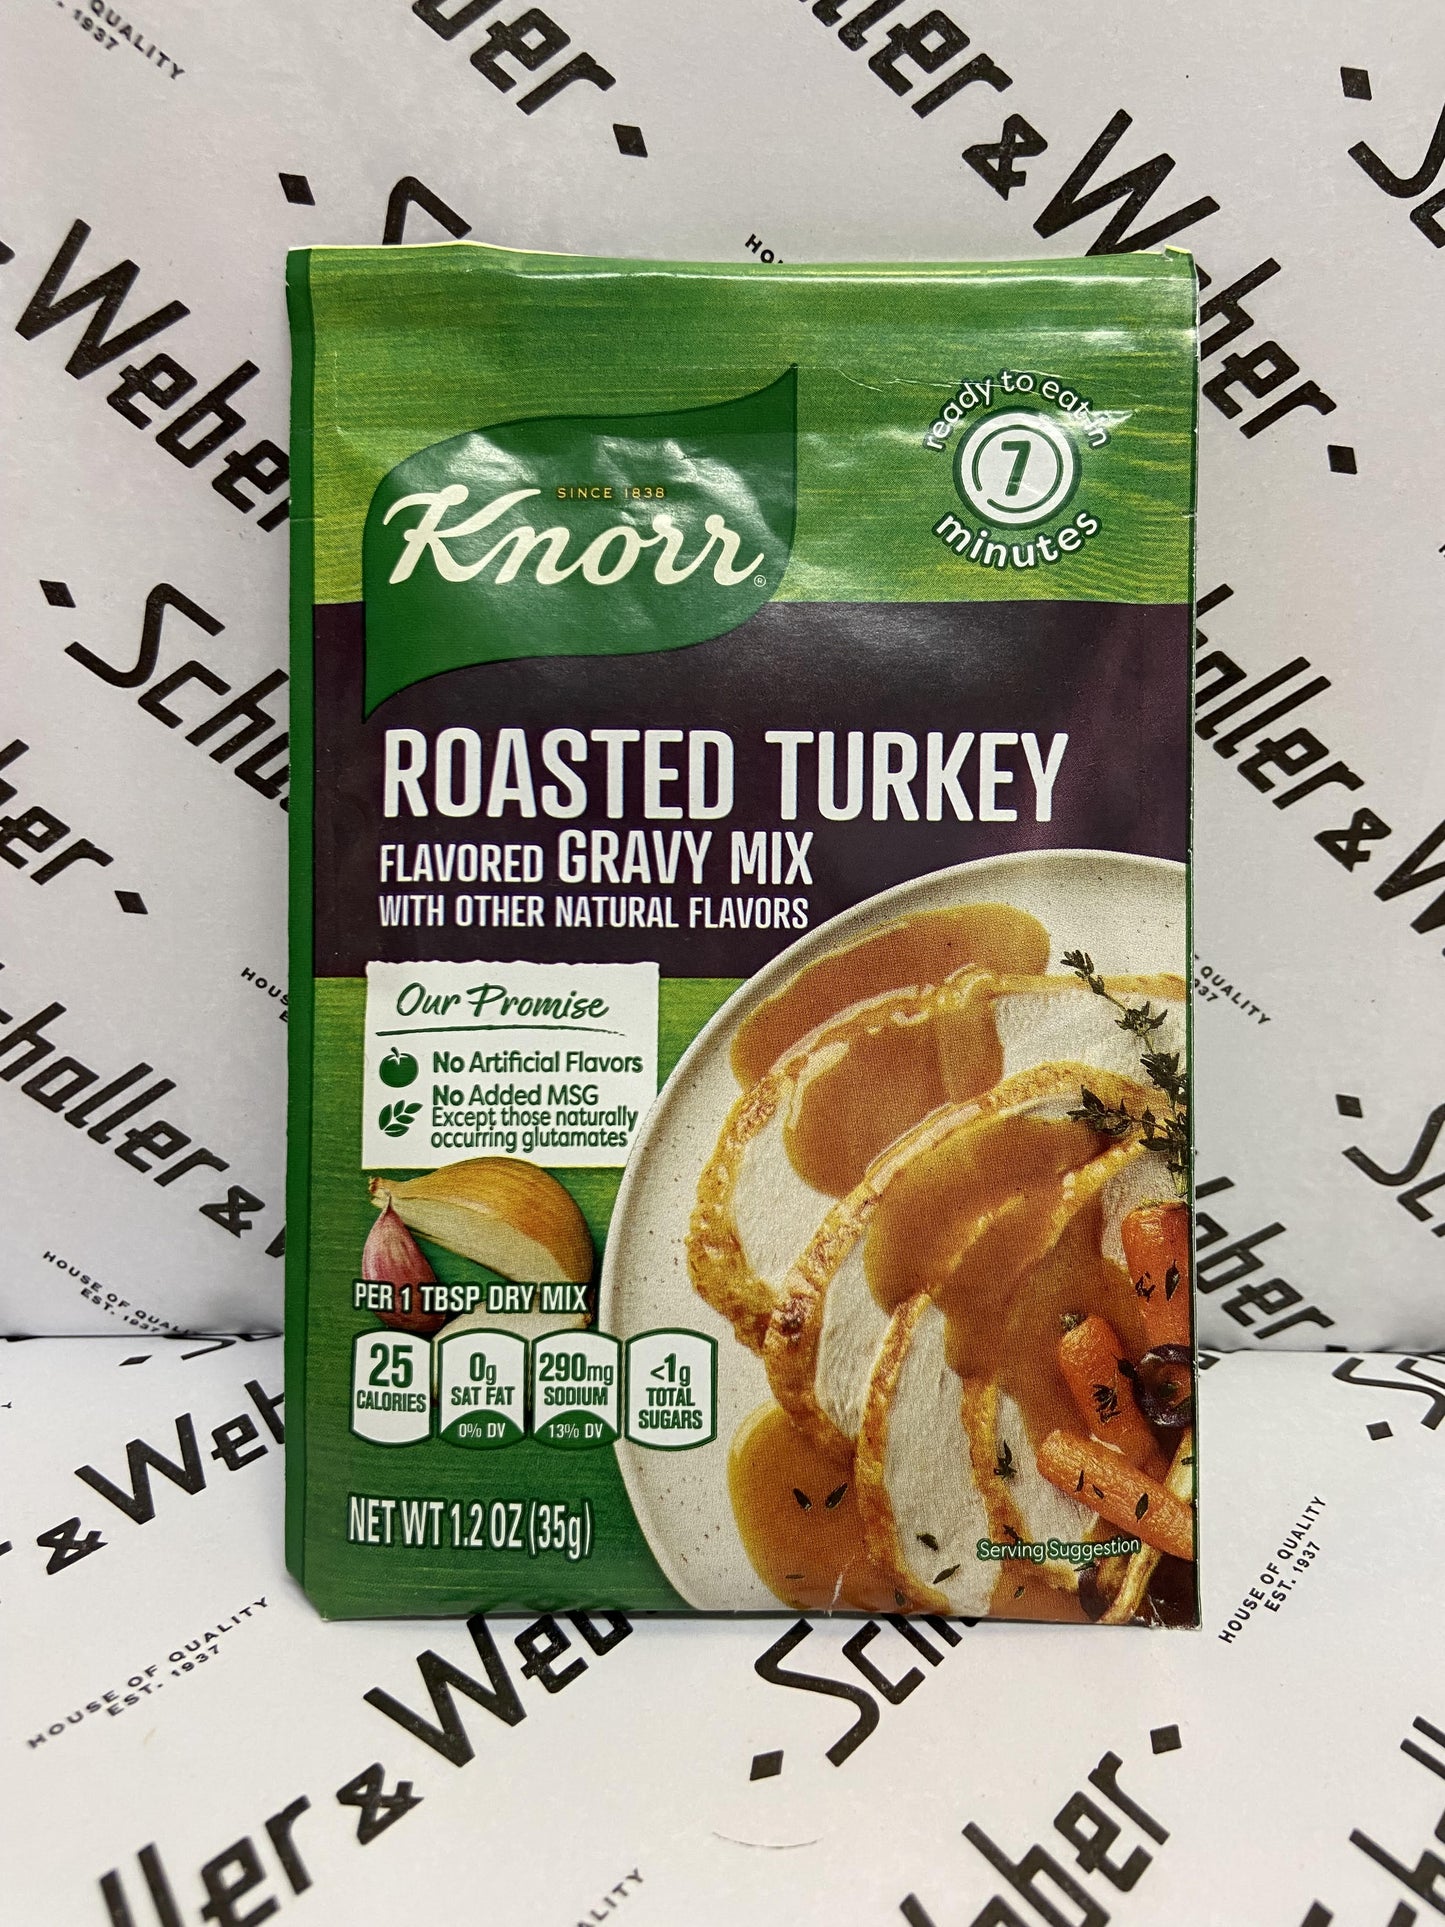 SINCE 1838
Knorr®
ready to eat in
7
minutes
ROASTED TURKEY
FLAVORED GRAVY MIX
WITH OTHER NATURAL FLAVORS
Our Promise
No Artificial Flavors
No Added MSG
Except those naturally
occurring glutamates
PER 1 TBSP DRY MIX
25
CALORIES
0g
SAT FAT
0% DV
290mg
SODIUM
13% DV
<1g
TOTAL
SUGARS
NET WT 1.2 OZ (35g)
Serving Suggestion
Schaller & Weber
HOUSE OF QUALITY
EST. 1937